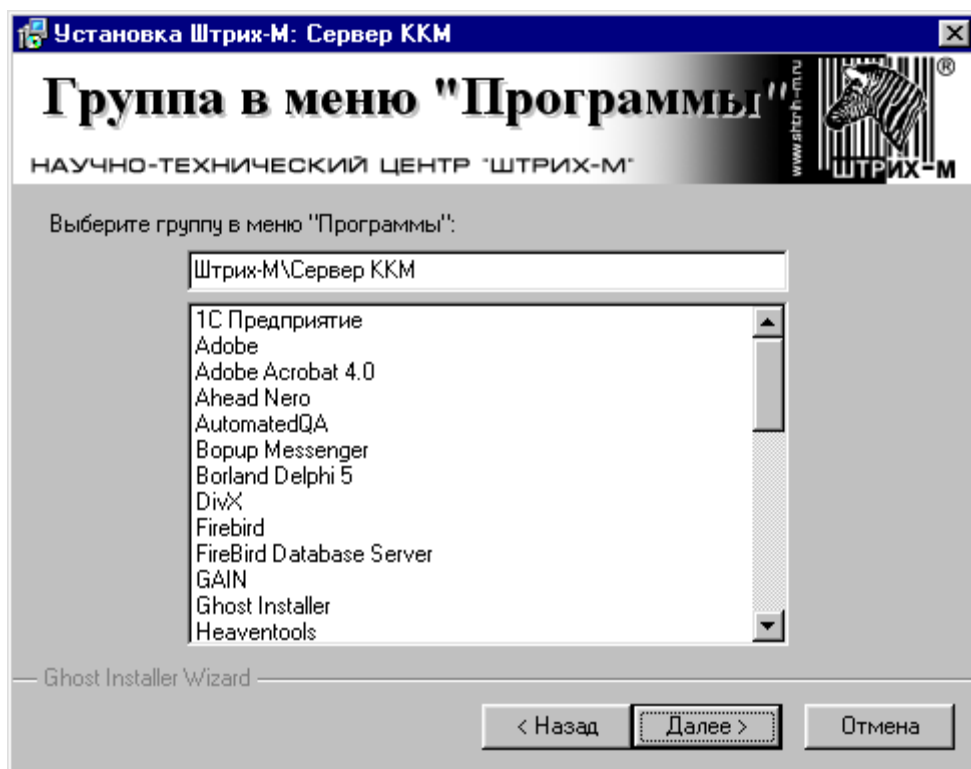 Установка Штрих-М: Сервер ККМ
Группа в меню "Программы"
www.shtrih-m.ru
®
ШТРИХ-М
НАУЧНО-ТЕХНИЧЕСКИЙ ЦЕНТР "ШТРИХ-М"
Выберите группу в меню "Программы":
Штрих-М\Сервер ККМ
1С Предприятие
Adobe
Adobe Acrobat 4.0
Ahead Nero
AutomatedQA
Bopup Messenger
Borland Delphi 5
DivX
Firebird
FireBird Database Server
GAIN
Ghost Installer
Heaventools
Ghost Installer Wizard
< Назад
Далее >
Отмена